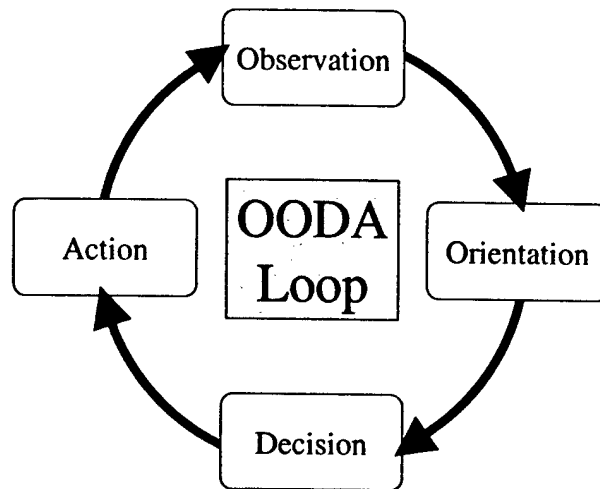 Observation
OODA
Loop
Action
Orientation
Decision